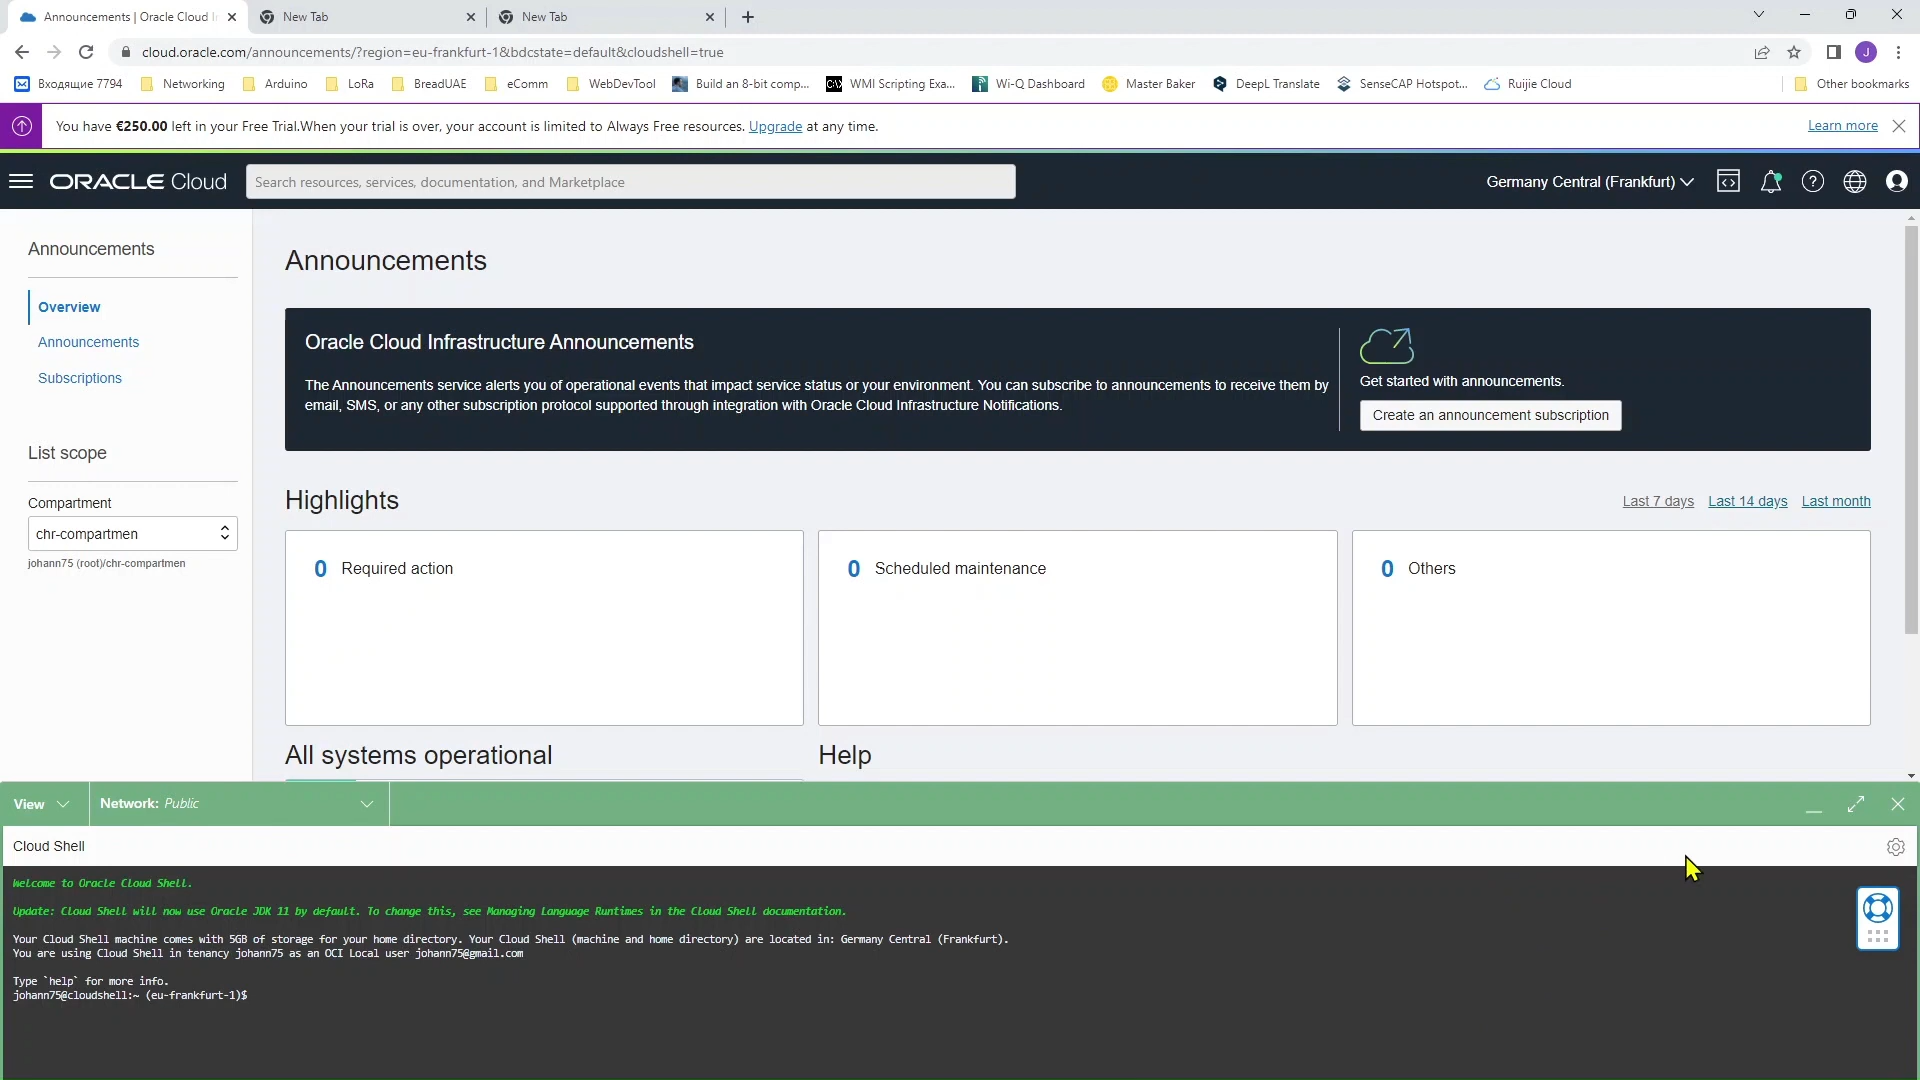 Announcements | Oracle Cloud I
New Tab
New Tab
cloud.oracle.com/announcements/?region=eu-frankfurt-1&bdcstate=default&cloudshell=true
J
Входящие 7794
Networking
Arduino
LoRa
BreadUAE
eComm
WebDevTool
Build an 8-bit comp...
WMI Scripting Exa...
Wi-Q Dashboard
Master Baker
DeepL Translate
SenseCAP Hotspot...
Ruijie Cloud
Other bookmarks
You have €250.00 left in your Free Trial.When your trial is over, your account is limited to Always Free resources. Upgrade at any time.
Learn more
ORACLE Cloud
Search resources, services, documentation, and Marketplace
Germany Central (Frankfurt)
Announcements
Overview
Announcements
Subscriptions
List scope
Compartment
chr-compartmen
johann75 (root)/chr-compartmen
Announcements
Oracle Cloud Infrastructure Announcements
The Announcements service alerts you of operational events that impact service status or your environment. You can subscribe to announcements to receive them by
email, SMS, or any other subscription protocol supported through integration with Oracle Cloud Infrastructure Notifications.
Get started with announcements.
Create an announcement subscription
Highlights
Last 7 days
Last 14 days
Last month
0 Required action
0 Scheduled maintenance
0 Others
All systems operational
Help
View
Network: Public
Cloud Shell
Welcome to Oracle Cloud Shell.
Update: Cloud Shell will now use Oracle JDK 11 by default. To change this, see Managing Language Runtimes in the Cloud Shell documentation.
Your Cloud Shell machine comes with 5GB of storage for your home directory. Your Cloud Shell (machine and home directory) are located in: Germany Central (Frankfurt).
You are using Cloud Shell in tenancy johann75 as an OCI Local user johann75@gmail.com
Type `help` for more info.
johann75@cloudshell:~ (eu-frankfurt-1)$